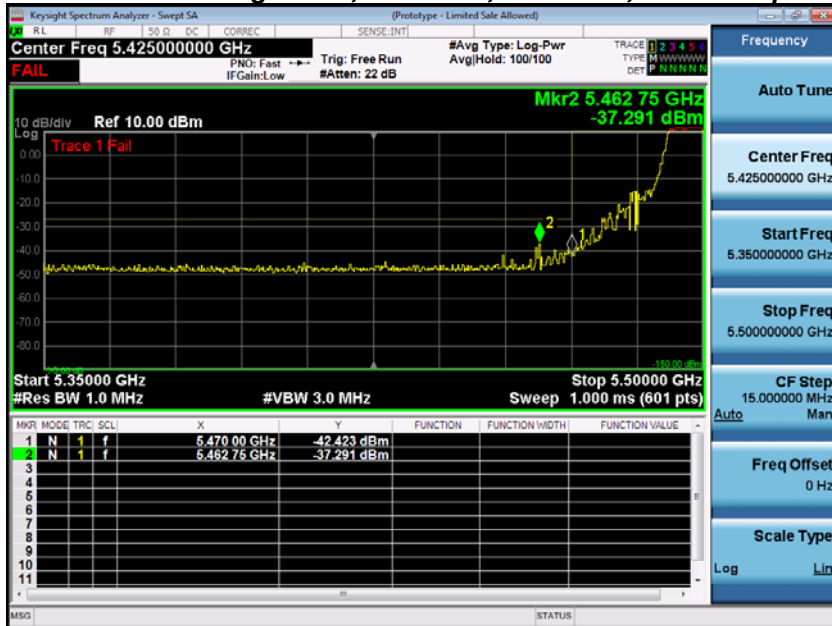 Keysight Spectrum Analyzer - Swept SA (Prototype - Limited Sale Allowed)
RL RF 50 Ω DC CORREC SENSE:INT
Center Freq 5.425000000 GHz #Avg Type: Log-Pwr TRACE 1 2 3 4 5 6
PNO: Fast Trig: Free Run Avg|Hold: 100/100 TYPE M WWWWW
FAIL IFGain:Low #Atten: 22 dB DET P N N N N N
Mkr2 5.462 75 GHz
10 dB/div Ref 10.00 dBm -37.291 dBm
Log
Trace 1 Fail
0.00
-10.0
-20.0
-30.0
2
1
-40.0
-50.0
-60.0
-70.0
-80.0
-150.00 dBm
Start 5.35000 GHz Stop 5.50000 GHz
#Res BW 1.0 MHz #VBW 3.0 MHz Sweep 1.000 ms (601 pts)
MKR MODE TRC SCL X Y FUNCTION FUNCTION WIDTH FUNCTION VALUE
1 N 1 f 5.470 00 GHz -42.423 dBm
2 N 1 f 5.462 75 GHz -37.291 dBm
3
4
5
6
7
8
9
10
11
MSG STATUS
Frequency
Auto Tune
Center Freq
5.425000000 GHz
Start Freq
5.350000000 GHz
Stop Freq
5.500000000 GHz
CF Step
15.000000 MHz
Auto Man
Freq Offset
0 Hz
Scale Type
Log Lin